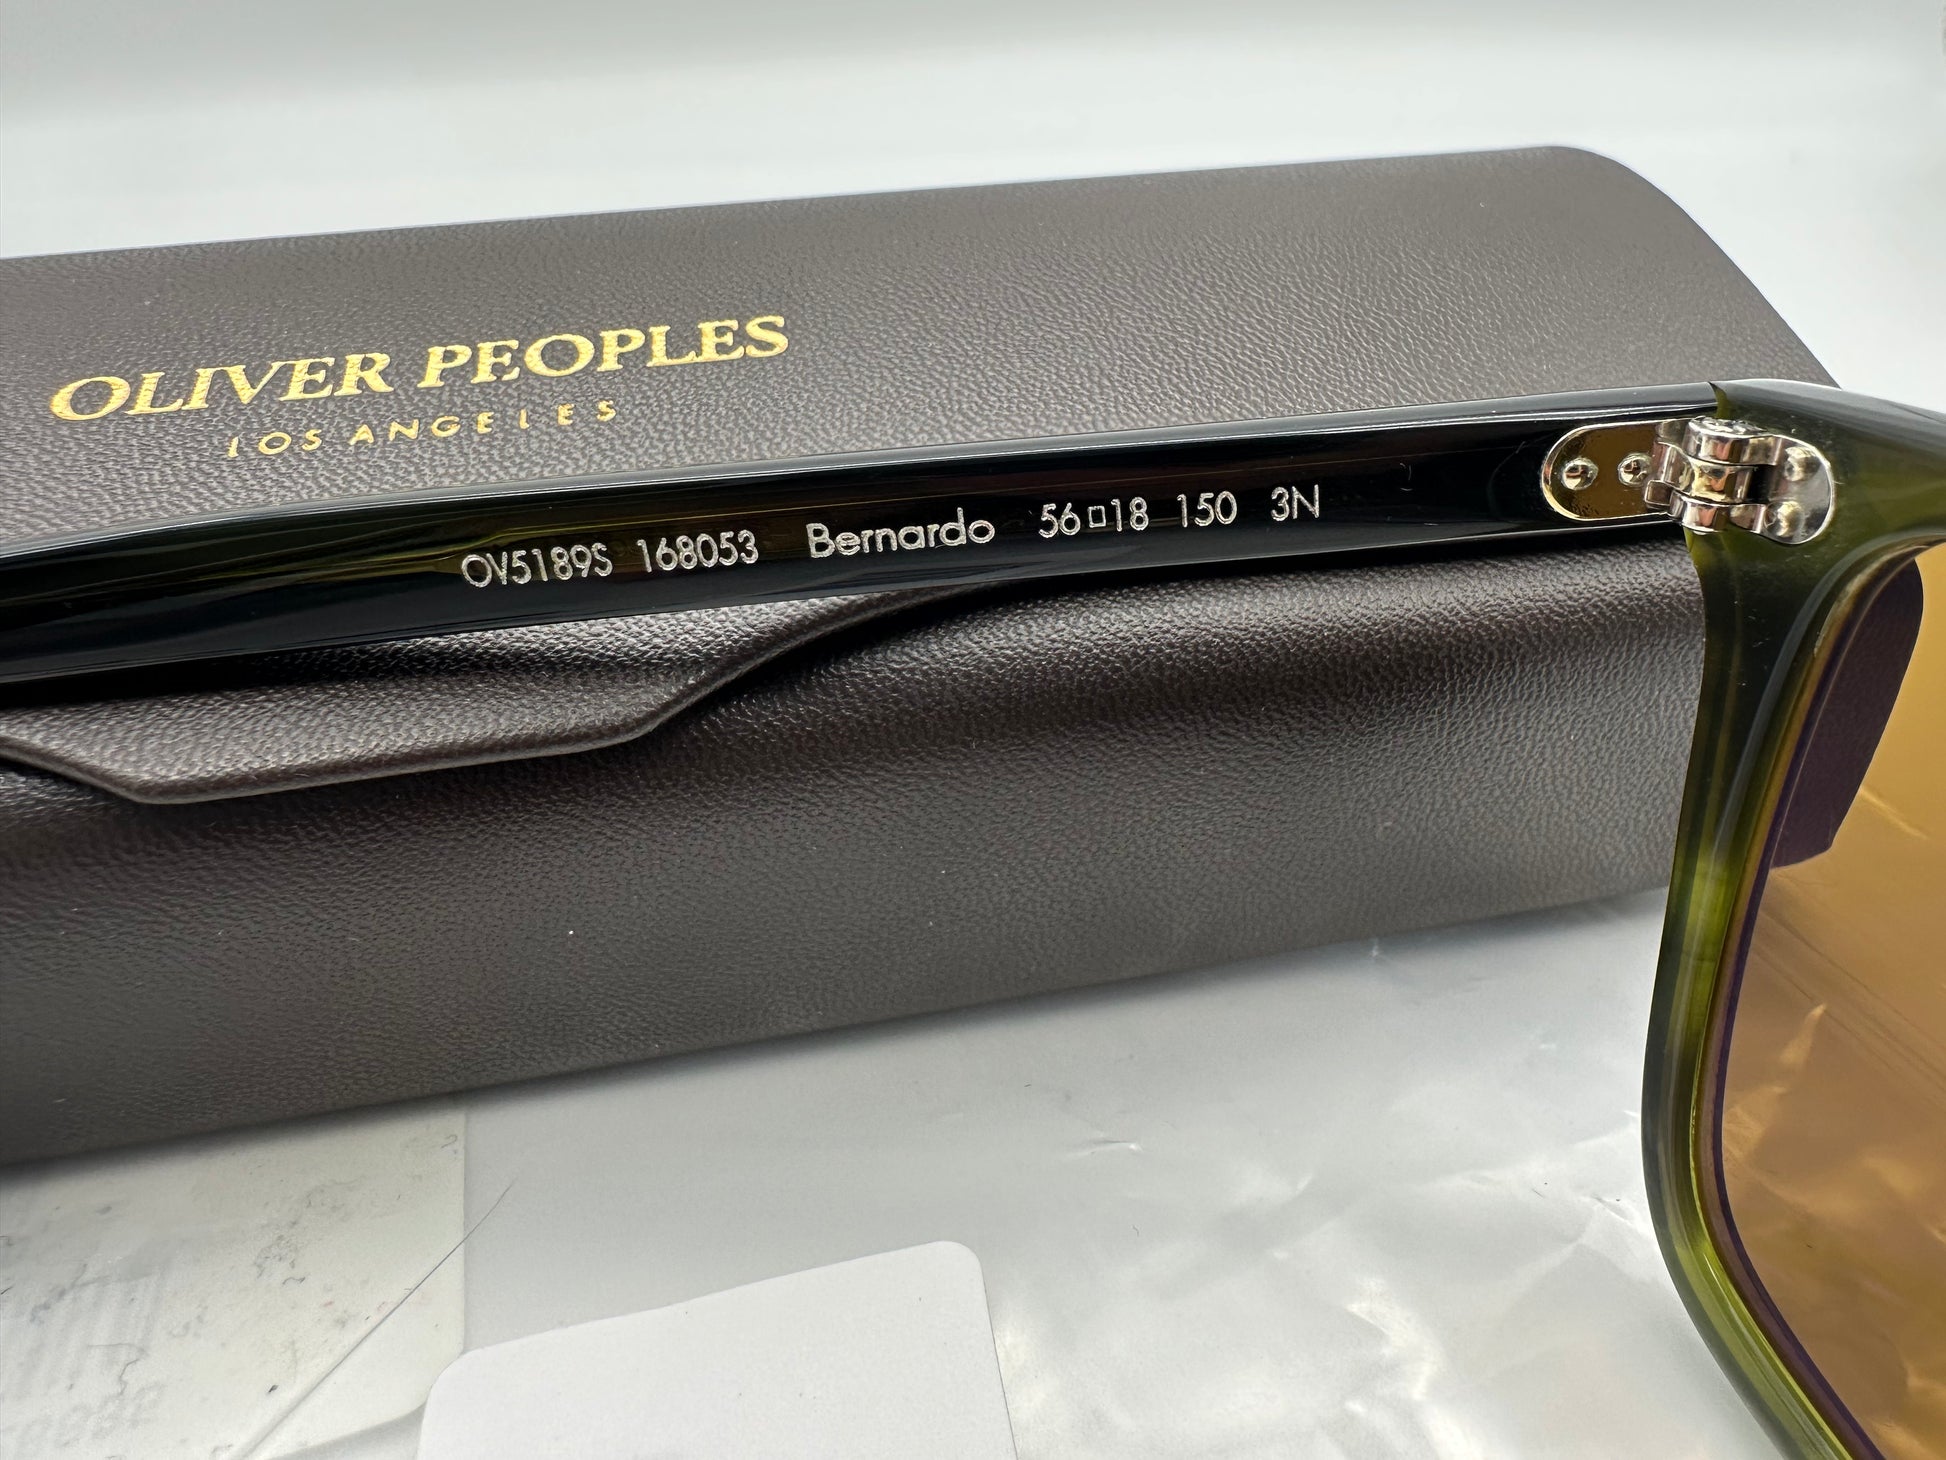 OLIVER PEOPLES
LOS ANGELES
OV5189S 168053 Bernardo 56□18 150 3N